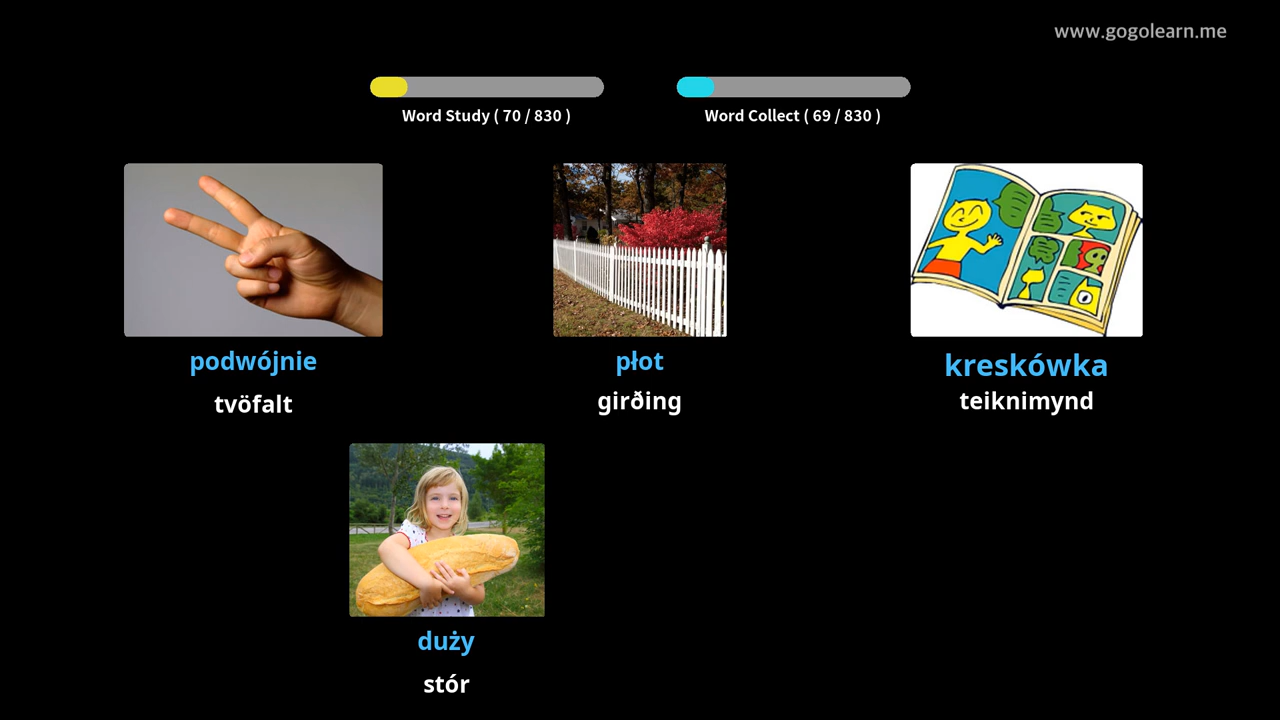 www.gogolearn.me
Word Study ( 70 / 830 )
Word Collect ( 69 / 830 )
podwójnie
tvöfalt
płot
girðing
kreskówka
teiknimynd
duży
stór